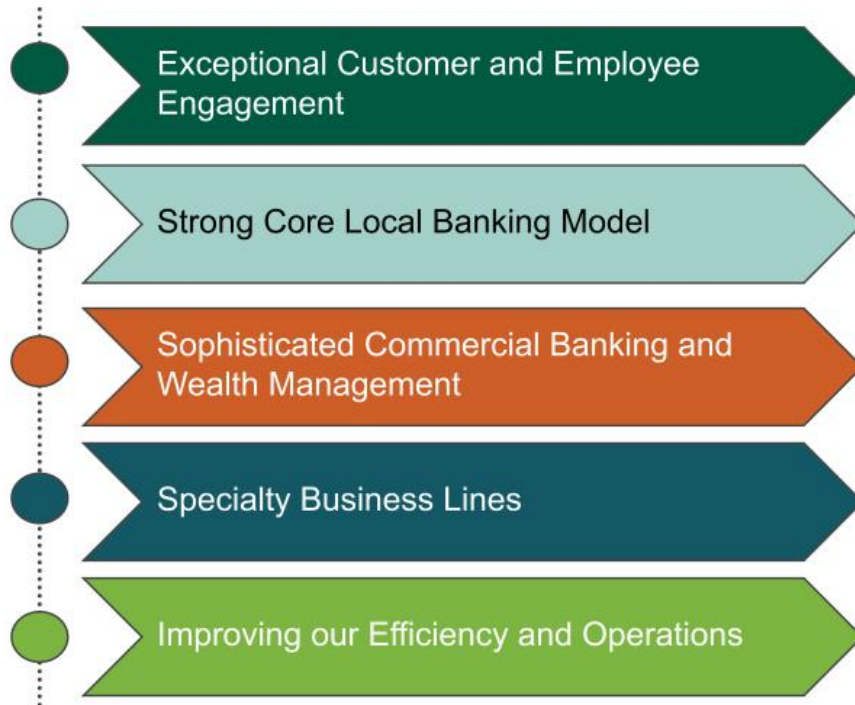 Exceptional Customer and Employee
Engagement
Strong Core Local Banking Model
Sophisticated Commercial Banking and
Wealth Management
Specialty Business Lines
Improving our Efficiency and Operations